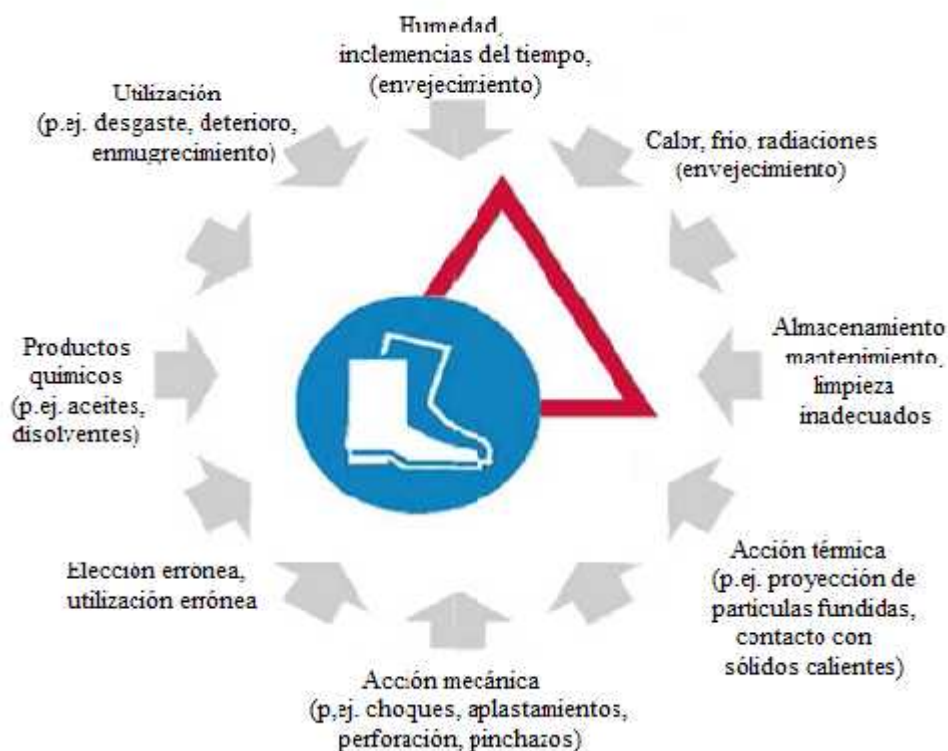 Humedad,
inclemencias del tiempo,
(envejecimiento)
Calor, frio, radiaciones
(envejecimiento)
Almacenamiento
mantenimiento,
limpieza
inadecuados
Acción térmica
(p.ej. proyección de
partículas fundidas,
contacto con
sólidos calientes)
Acción mecánica
(p,ej. choques, aplastamientos,
perforación, pinchazos)
Elección errónea,
utilización errónea
Productos
químicos
(p.ej. aceites,
disolventes)
Utilización
(p.ej. desgaste, deterioro,
enmugrecimiento)